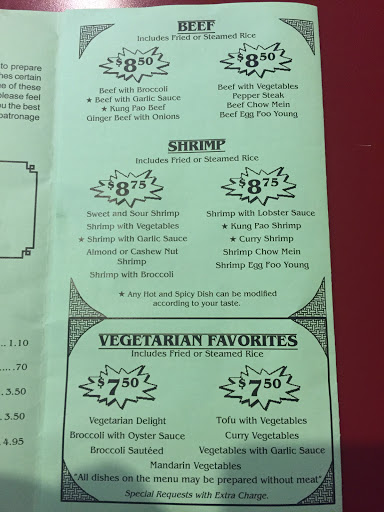 to prepare
hes certain
e of these
lease feel
u the best
patronage
1.10
.70
3.50
3.50
4.95
BEEF
Includes Fried or Steamed Rice
$8.50
Beef with Broccoli
★ Beef with Garlic Sauce
★ Kung Pao Beef
Ginger Beef with Onions
$8.50
Beef with Vegetables
Pepper Steak
Beef Chow Mein
Beef Egg Foo Young
SHRIMP
Includes Fried or Steamed Rice
$8.75
Sweet and Sour Shrimp
Shrimp with Vegetables
★ Shrimp with Garlic Sauce
Almond or Cashew Nut
Shrimp
Shrimp with Broccoli
$8.75
Shrimp with Lobster Sauce
★ Kung Pao Shrimp
★ Curry Shrimp
Shrimp Chow Mein
Shrimp Egg Foo Young
★ Any Hot and Spicy Dish can be modified
according to your taste.
VEGETARIAN FAVORITES
Includes Fried or Steamed Rice
$7.50
Vegetarian Delight
Broccoli with Oyster Sauce
Broccoli Sautéed
$7.50
Tofu with Vegetables
Curry Vegetables
Vegetables with Garlic Sauce
Mandarin Vegetables
"All dishes on the menu may be prepared without meat"
Special Requests with Extra Charge.